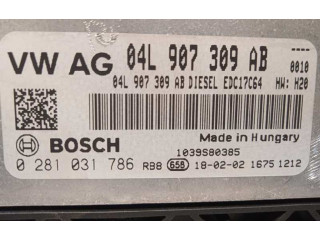 VW AG 04L 907 309 AB ----
0010
04L 907 309 AB DIESEL EDC17C64 HW: H20
BOSCH Made in Hungary
1039S80385
0 281 031 786 RB8 658 18-02-02 1675 1212